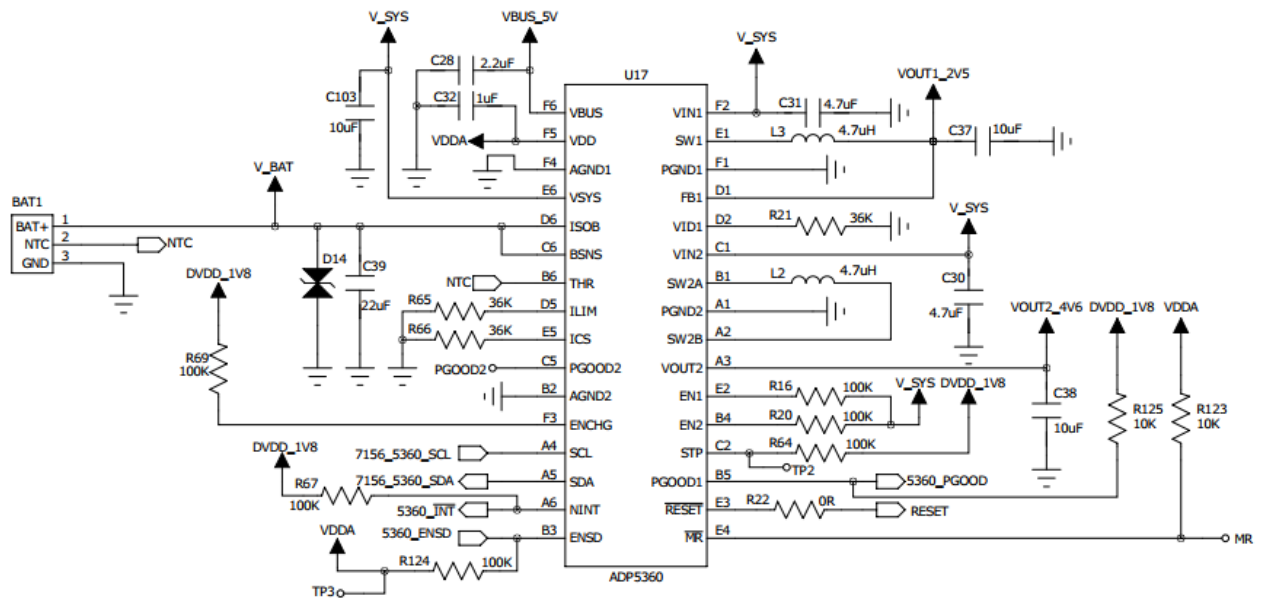 V_SYS
VBUS_5V
V_SYS
C28
2.2uF
U17
VOUT1_2V5
C103
C32
1uF
C31
4.7uF
10uF
F6
VBUS
VIN1
F2
C37
10uF
VDDA
F5
VDD
SW1
E1
L3
4.7uH
F4
AGND1
PGND1
F1
V_BAT
E6
VSYS
FB1
D1
BAT1
V_SYS
BAT+
1
D6
ISOB
VID1
D2
R21
36K
NTC
2
NTC
C6
BSNS
VIN2
C1
GND
3
D14
C39
DVDD_1V8
NTC
B6
THR
SW2A
B1
L2
4.7uH
C30
22uF
R65
36K
D5
ILIM
PGND2
A1
4.7uF
VOUT2_4V6
DVDD_1V8
VDDA
R66
36K
E5
ICS
SW2B
A2
R69
100K
PGOOD2
C5
PGOOD2
VOUT2
A3
B2
AGND2
EN1
E2
R16
100K
V_SYS
DVDD_1V8
C38
10uF
R125
10K
R123
10K
F3
ENCHG
EN2
B4
R20
100K
DVDD_1V8
7156_5360_SCL
A4
SCL
STP
C2
R64
100K
TP2
R67
100K
7156_5360_SDA
A5
SDA
PGOOD1
B5
5360_PGOOD
5360_INT
A6
NINT
RESET
E3
R22
0R
RESET
VDDA
5360_ENSD
B3
ENSD
MR
E4
MR
R124
100K
TP3
ADP5360